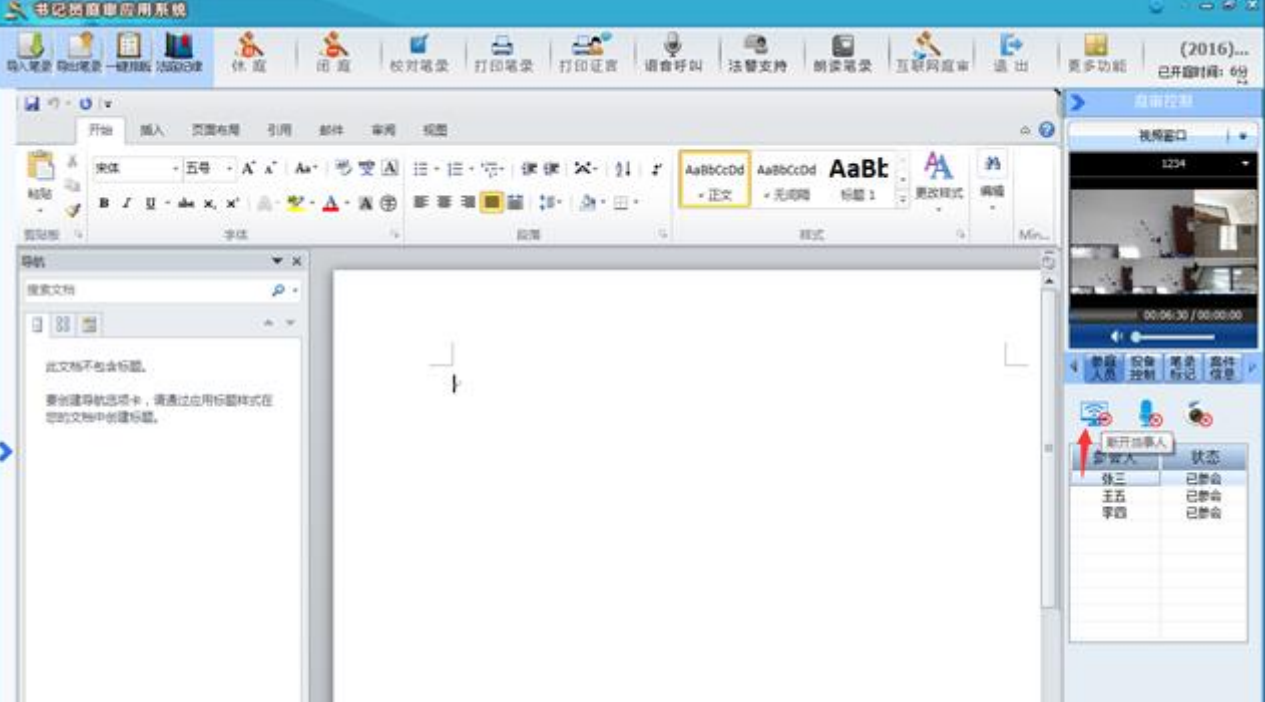 书记员庭审应用系统
导入笔录 导出笔录 一键排版 法庭纪律 休庭 闭庭 校对笔录 打印笔录 打印证言 语音呼叫 法警支持 朗读笔录 互联网庭审 退出 更多功能
(2016)...
已开庭时间: 6分
庭审控制
开始 插入 页面布局 引用 邮件 审阅 视图
视频窗口
1234
宋体 五号
粘贴
AaBbCcDd AaBbCcDd AaBb
正文 无间隔 标题 1
更改样式 编辑
剪贴板 字体 段落 样式 Min...
导航
搜索文档
00:06:30 / 00:00:00
此文档不包含标题。
要创建导航选项卡，请通过应用标题样式在
您的文档中创建标题。
参庭人员 设备控制 笔录标记 案件信息
断开当事人
参会人 状态
张三 已参会
王五 已参会
李四 已参会